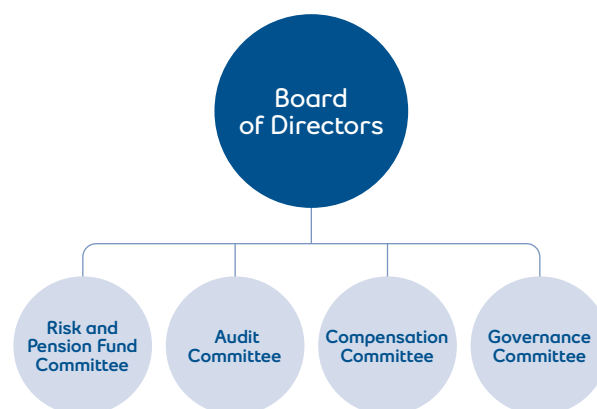 Board
of Directors
Risk and
Pension Fund
Committee
Audit
Committee
Compensation
Committee
Governance
Committee